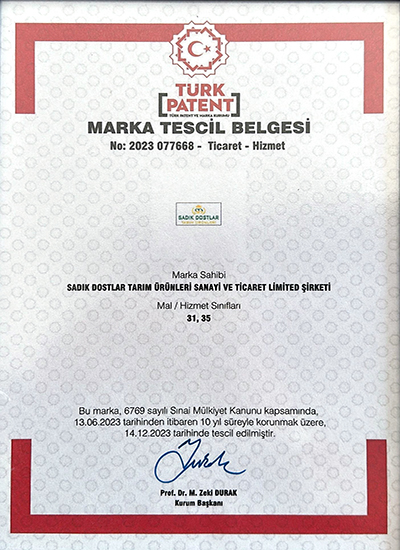 TÜRK
PATENT
TÜRK PATENT VE MARKA KURUMU
MARKA TESCİL BELGESİ
No: 2023 077668 - Ticaret - Hizmet
SADIK DOSTLAR
TARIM ÜRÜNLERİ
Marka Sahibi
SADIK DOSTLAR TARIM ÜRÜNLERİ SANAYİ VE TİCARET LIMITED ŞİRKETİ
Mal / Hizmet Sınıfları
31, 35
Bu marka, 6769 sayılı Sınai Mülkiyet Kanunu kapsamında,
13.06.2023 tarihinden itibaren 10 yıl süreyle korunmak üzere,
14.12.2023 tarihinde tescil edilmiştir.
Prof. Dr. M. Zeki DURAK
Kurum Başkanı